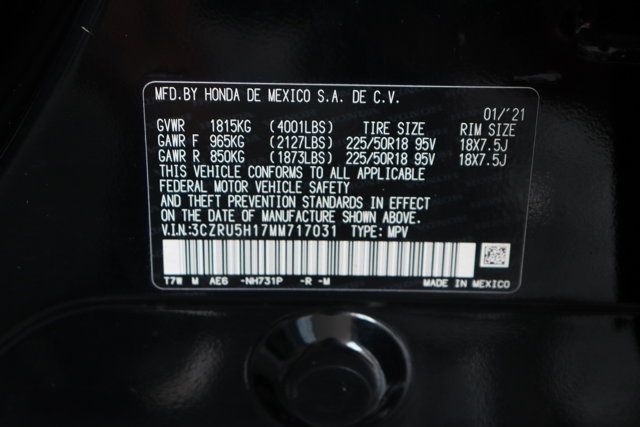 MFD.BY HONDA DE MEXICO S.A. DE C.V.
01/'21
GVWR 1815KG (4001LBS) TIRE SIZE RIM SIZE
GAWR F 965KG (2127LBS) 225/50R18 95V 18X7.5J
GAWR R 850KG (1873LBS) 225/50R18 95V 18X7.5J
THIS VEHICLE CONFORMS TO ALL APPLICABLE
FEDERAL MOTOR VEHICLE SAFETY
AND THEFT PREVENTION STANDARDS IN EFFECT
ON THE DATE OF MANUFACTURE SHOWN ABOVE.
V.I.N:3CZRU5H17MM717031 TYPE: MPV
T7W M AE6 -NH731P -R -M MADE IN MEXICO